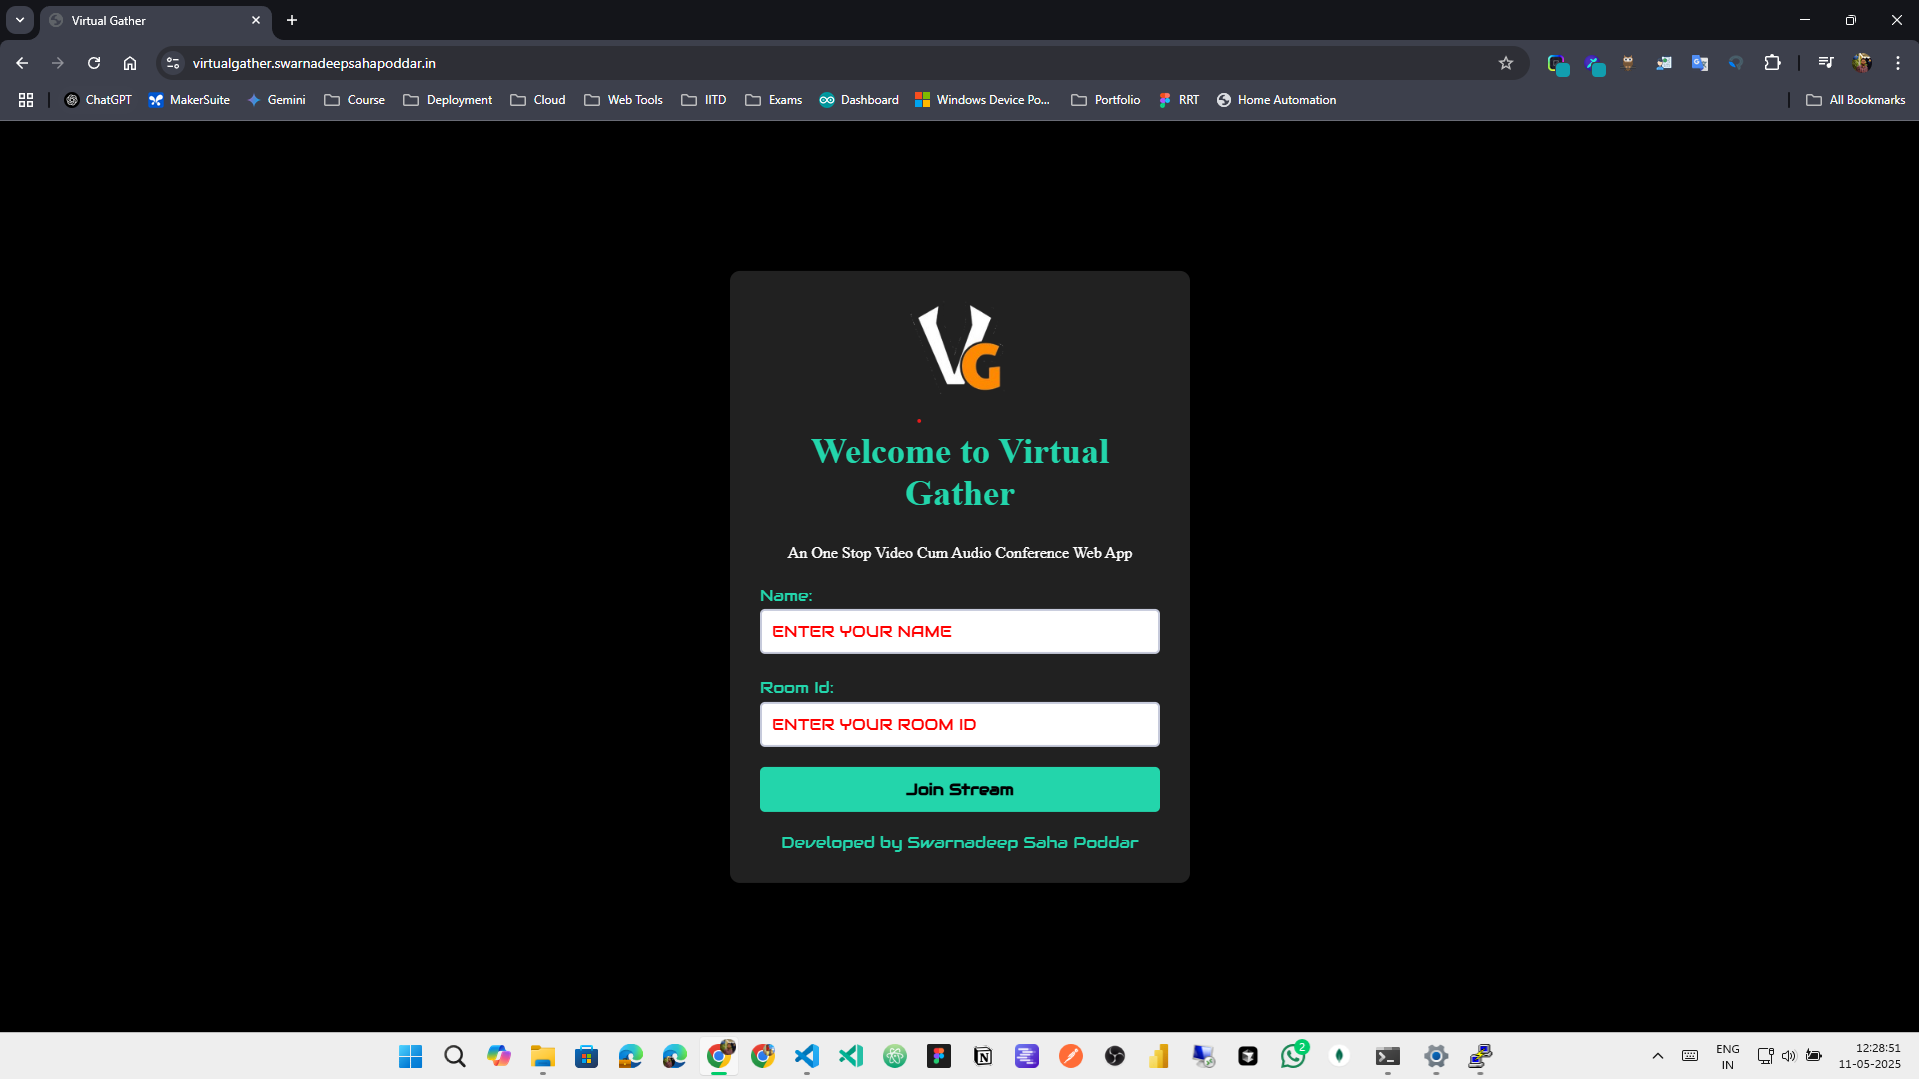 Virtual Gather
virtualgather.swarnadeepsahapoddar.in
ChatGPT MakerSuite Gemini Course Deployment Cloud Web Tools IITD Exams Dashboard Windows Device Po... Portfolio RRT Home Automation All Bookmarks
VG
Welcome to Virtual
Gather
An One Stop Video Cum Audio Conference Web App
Name:
ENTER YOUR NAME
Room Id:
ENTER YOUR ROOM ID
Join Stream
Developed by Swarnadeep Saha Poddar
2
ENG
IN
12:28:51
11-05-2025